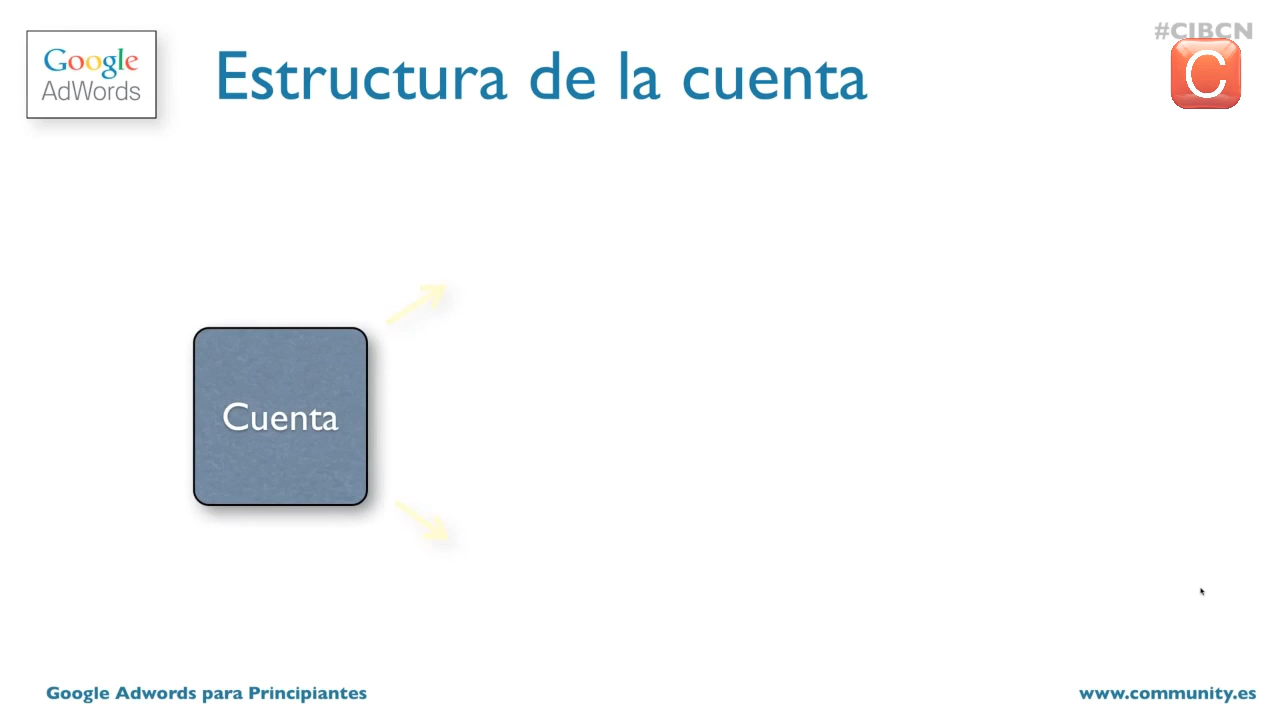 #CIBCN
Google
AdWords
Estructura de la cuenta
C
Cuenta
Google Adwords para Principiantes
www.community.es